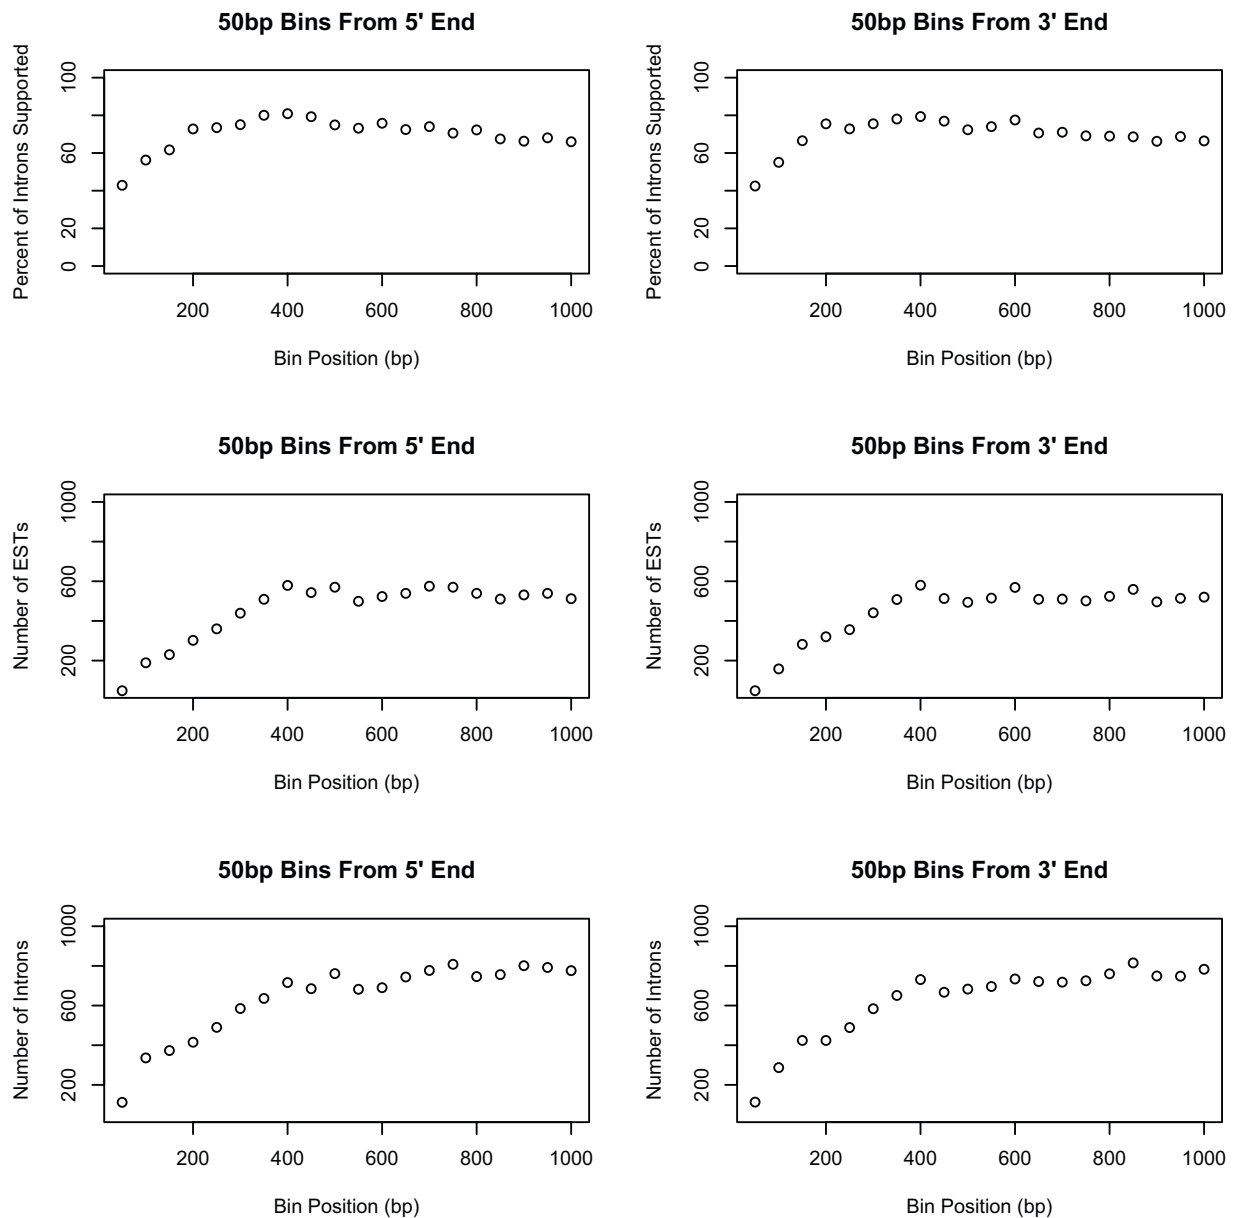 50bp Bins From 5' End
Percent of Introns Supported
100
60
20
0
200 400 600 800 1000
Bin Position (bp)
50bp Bins From 3' End
Percent of Introns Supported
100
60
20
0
200 400 600 800 1000
Bin Position (bp)
50bp Bins From 5' End
Number of ESTs
1000
600
200
200 400 600 800 1000
Bin Position (bp)
50bp Bins From 3' End
Number of ESTs
1000
600
200
200 400 600 800 1000
Bin Position (bp)
50bp Bins From 5' End
Number of Introns
1000
600
200
200 400 600 800 1000
Bin Position (bp)
50bp Bins From 3' End
Number of Introns
1000
600
200
200 400 600 800 1000
Bin Position (bp)